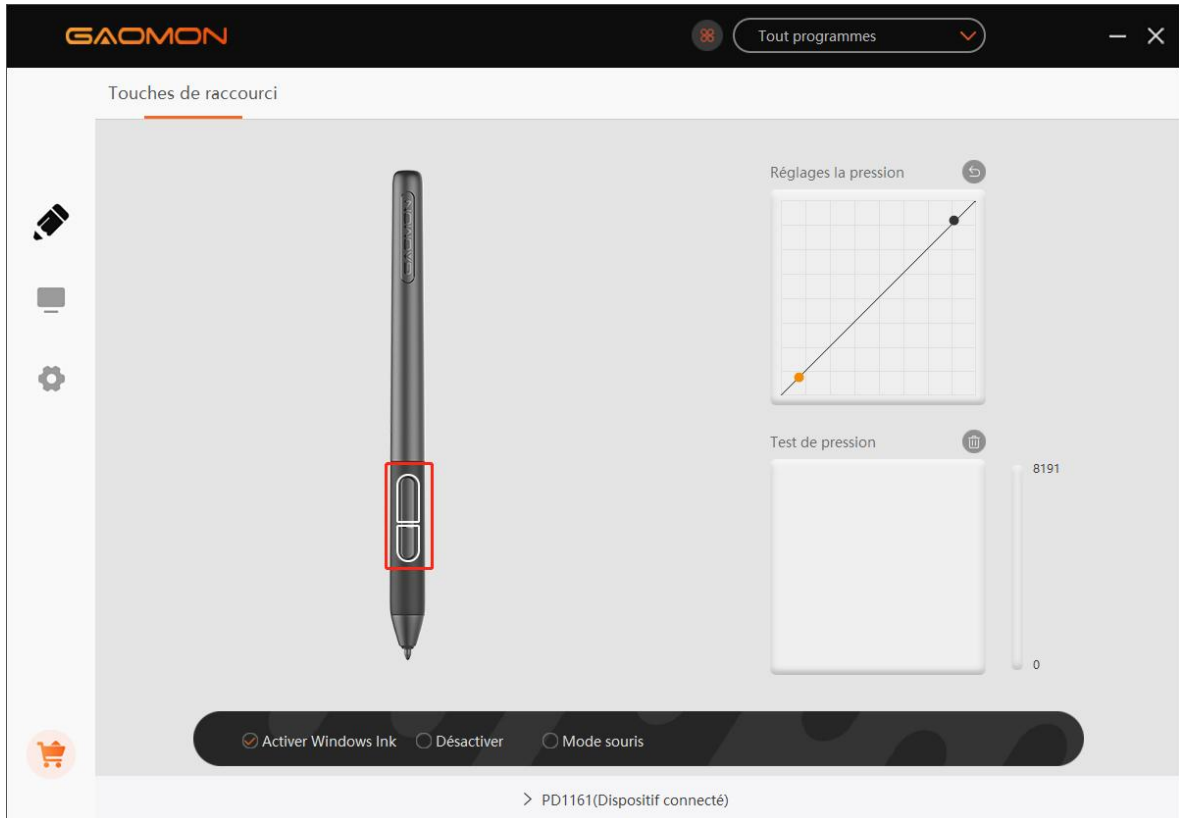 GAOMON
Tout programmes
Touches de raccourci
Réglages la pression
GAOMON
Test de pression
8191
0
Activer Windows Ink
Désactiver
Mode souris
PD1161(Dispositif connecté)